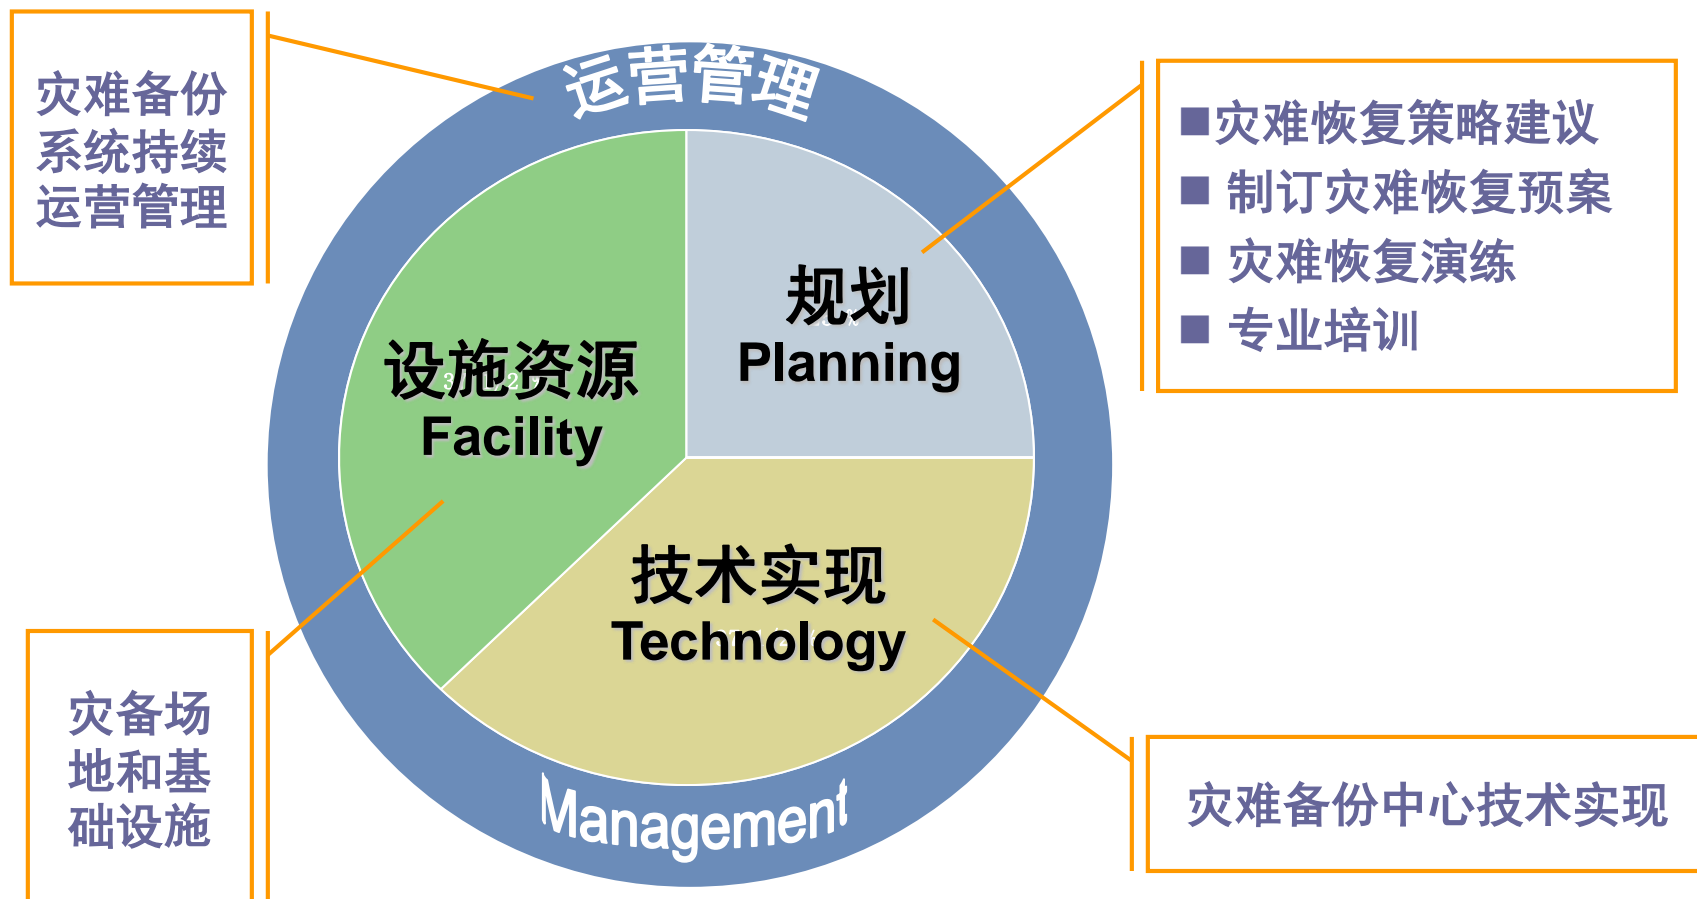 灾难备份
系统持续
运营管理
运营管理
■灾难恢复策略建议
■ 制订灾难恢复预案
■ 灾难恢复演练
■ 专业培训
规划
Planning
设施资源
Facility
技术实现
Technology
灾备场
地和基
础设施
Management
灾难备份中心技术实现